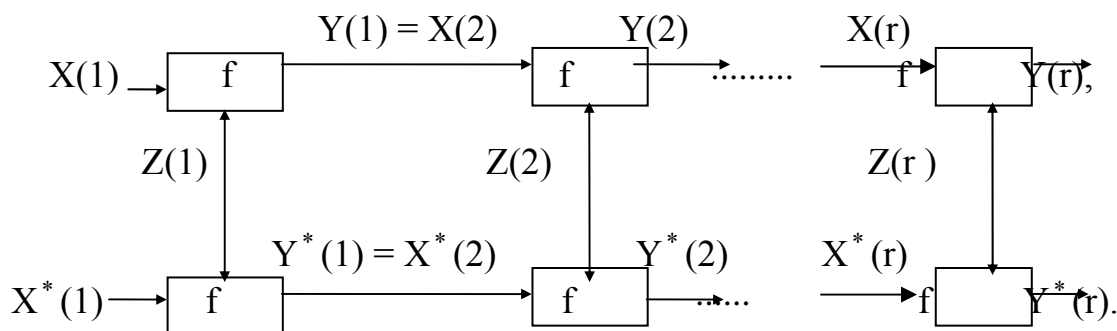 Y(1) = X(2) Y(2) X(r)
X(1) f f ......... f Y(r),
Z(1) Z(2) Z(r )
Y*(1) = X*(2) Y*(2) X*(r)
X*(1) f f ...... f Y*(r).